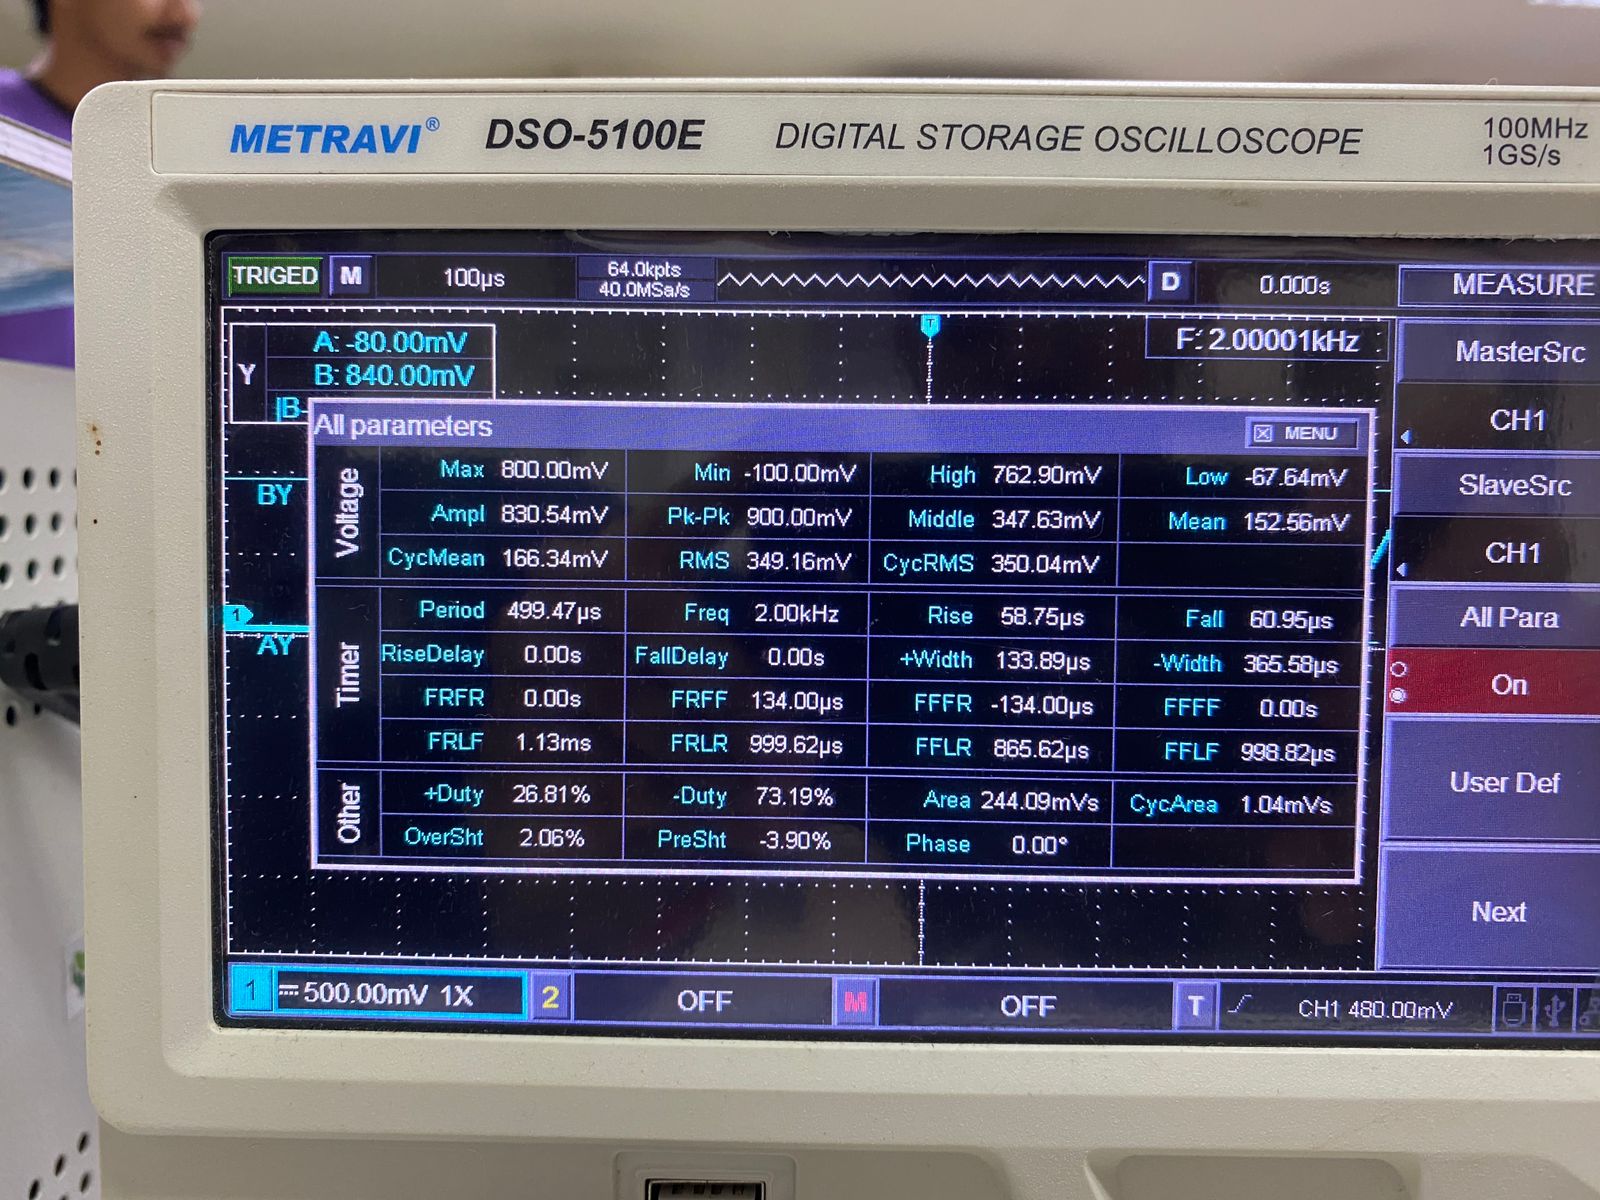 METRAVI® DSO-5100E DIGITAL STORAGE OSCILLOSCOPE 100MHz
1GS/s
TRIGED M 100µs 64.0kpts D 0.000s MEASURE
40.0MSa/s
A: -80.00mV F: 2.00001kHz MasterSrc
Y B: 840.00mV
|B- CH1
All parameters MENU
Voltage Max 800.00mV Min -100.00mV High 762.90mV Low -67.64mV SlaveSrc
BY
Ampl 830.54mV Pk-Pk 900.00mV Middle 347.63mV Mean 152.56mV
CycMean 166.34mV RMS 349.16mV CycRMS 350.04mV CH1
1
Timer Period 499.47µs Freq 2.00kHz Rise 58.75µs Fall 60.95µs All Para
AY
RiseDelay 0.00s FallDelay 0.00s +Width 133.89µs -Width 365.58µs
FRFR 0.00s FRFF 134.00µs FFFR -134.00µs FFFF 0.00s On
FRLF 1.13ms FRLR 999.62µs FFLR 865.62µs FFLF 998.82µs
Other +Duty 26.81% -Duty 73.19% Area 244.09mVs CycArea 1.04mVs User Def
OverSht 2.06% PreSht -3.90% Phase 0.00°
Next
1 500.00mV 1X 2 OFF M OFF T CH1 480.00mV